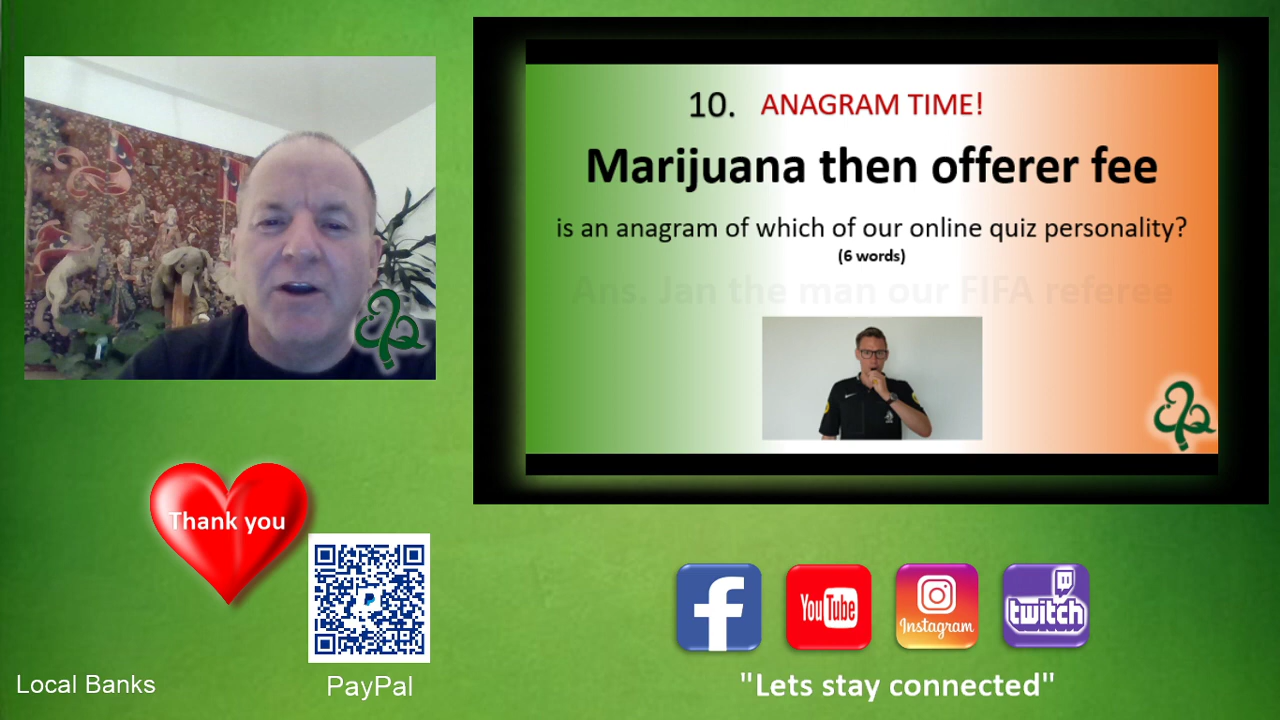 10. ANAGRAM TIME!
Marijuana then offerer fee
is an anagram of which of our online quiz personality?
(6 words)
Ans. Jan the man our FIFA referee
Thank you
Local Banks
PayPal
YouTube
Instagram
twitch
"Lets stay connected"